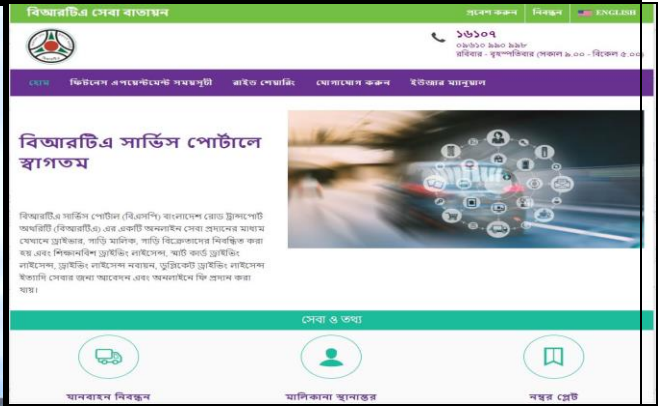 বিআরটিএ সেবা বাতায়ন
প্রবেশ করুন নিবন্ধন ENGLISH
১৬১০৭
০৯৬১০ ৯৯০ ৯৯৮
রবিবার - বৃহস্পতিবার (সকাল ৯.০০ - বিকেল ৫.০০)
হোম ফিটনেস এপয়েন্টমেন্ট সময়সূচী রাইড শেয়ারিং যোগাযোগ করুন ইউজার ম্যানুয়াল
বিআরটিএ সার্ভিস পোর্টালে
স্বাগতম
বিআরটিএ সার্ভিস পোর্টাল (বিএসপি) বাংলাদেশ রোড ট্রান্সপোর্ট
অথরিটি (বিআরটিএ) এর একটি অনলাইন সেবা প্রদানের মাধ্যম
যেখানে ড্রাইভার, গাড়ি মালিক, গাড়ি বিক্রেতাদের নিবন্ধিত করা
হয় এবং শিক্ষানবিশ ড্রাইভিং লাইসেন্স, স্মার্ট কার্ড ড্রাইভিং
লাইসেন্স, ড্রাইভিং লাইসেন্স নবায়ন, ডুপ্লিকেট ড্রাইভিং লাইসেন্স
ইত্যাদি সেবার জন্য আবেদন এবং অনলাইনে ফি প্রদান করা
যায়।
সেবা ও তথ্য
যানবাহন নিবন্ধন
মালিকানা স্থানান্তর
নম্বর প্লেট